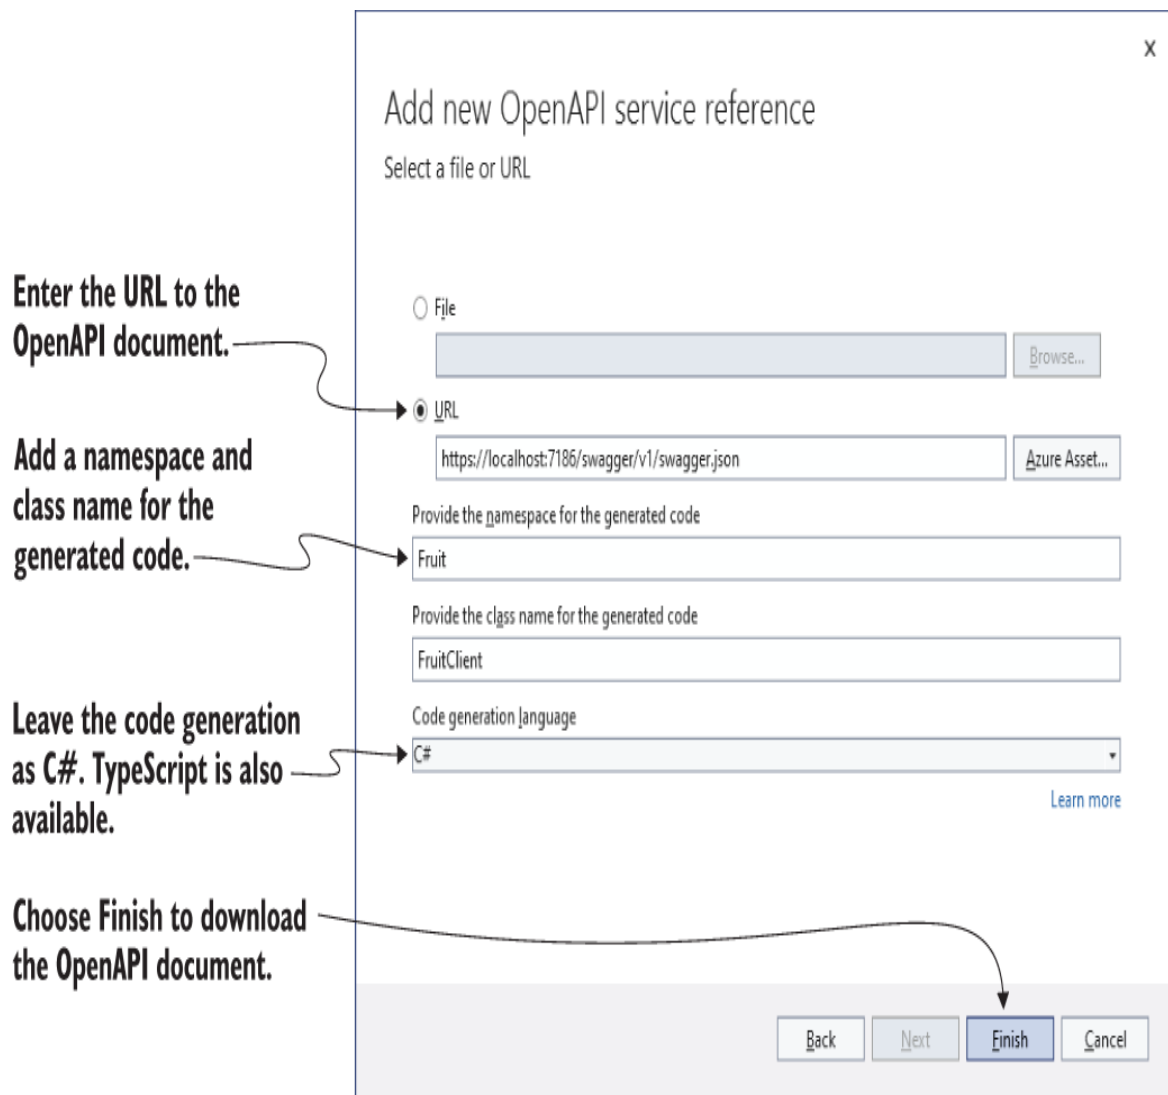 x
Add new OpenAPI service reference
Select a file or URL
Enter the URL to the
OpenAPI document.
File
Browse...
URL
https://localhost:7186/swagger/v1/swagger.json
Azure Asset...
Add a namespace and
class name for the
generated code.
Provide the namespace for the generated code
Fruit
Provide the class name for the generated code
FruitClient
Leave the code generation
as C#. TypeScript is also
available.
Code generation language
C#
Learn more
Choose Finish to download
the OpenAPI document.
Back
Next
Finish
Cancel